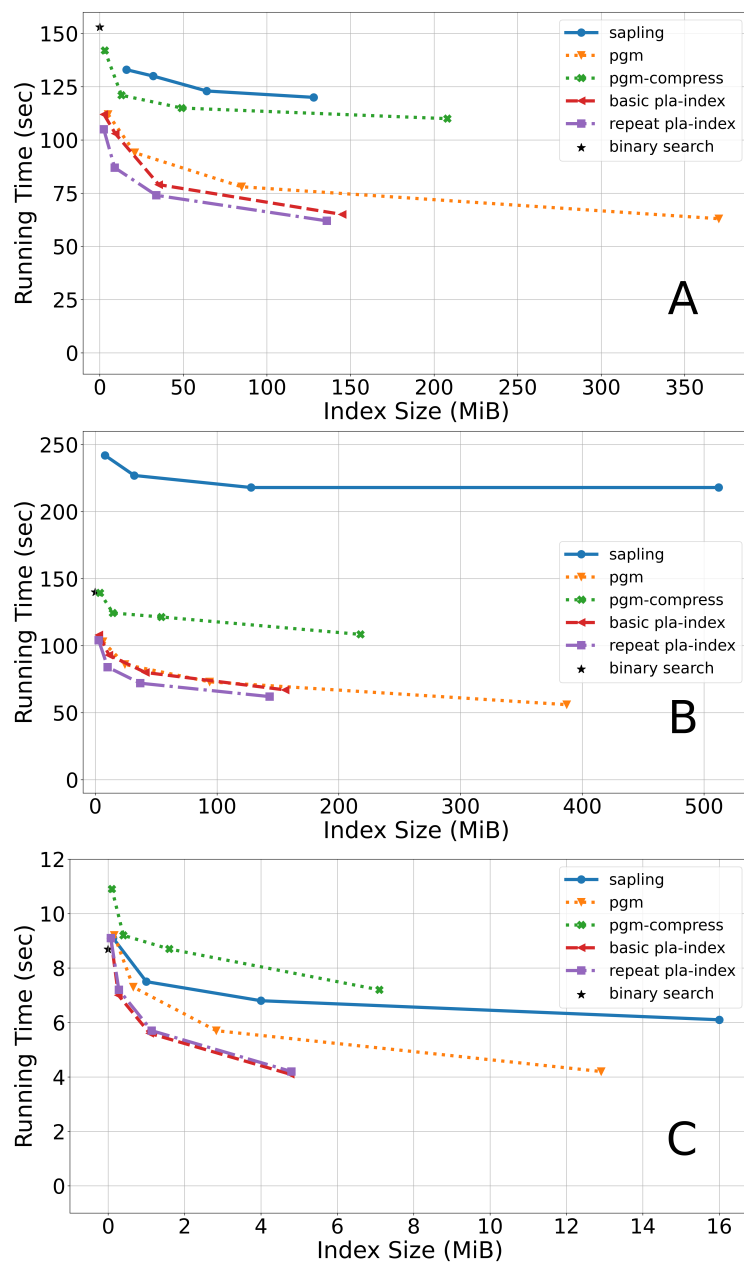 150
125
100
75
50
25
0
Running Time (sec)
sapling
pgm
pgm-compress
basic pla-index
repeat pla-index
binary search
A
0 50 100 150 200 250 300 350
Index Size (MiB)
250
200
150
100
50
0
Running Time (sec)
sapling
pgm
pgm-compress
basic pla-index
repeat pla-index
binary search
B
0 100 200 300 400 500
Index Size (MiB)
12
10
8
6
4
2
0
Running Time (sec)
sapling
pgm
pgm-compress
basic pla-index
repeat pla-index
binary search
C
0 2 4 6 8 10 12 14 16
Index Size (MiB)